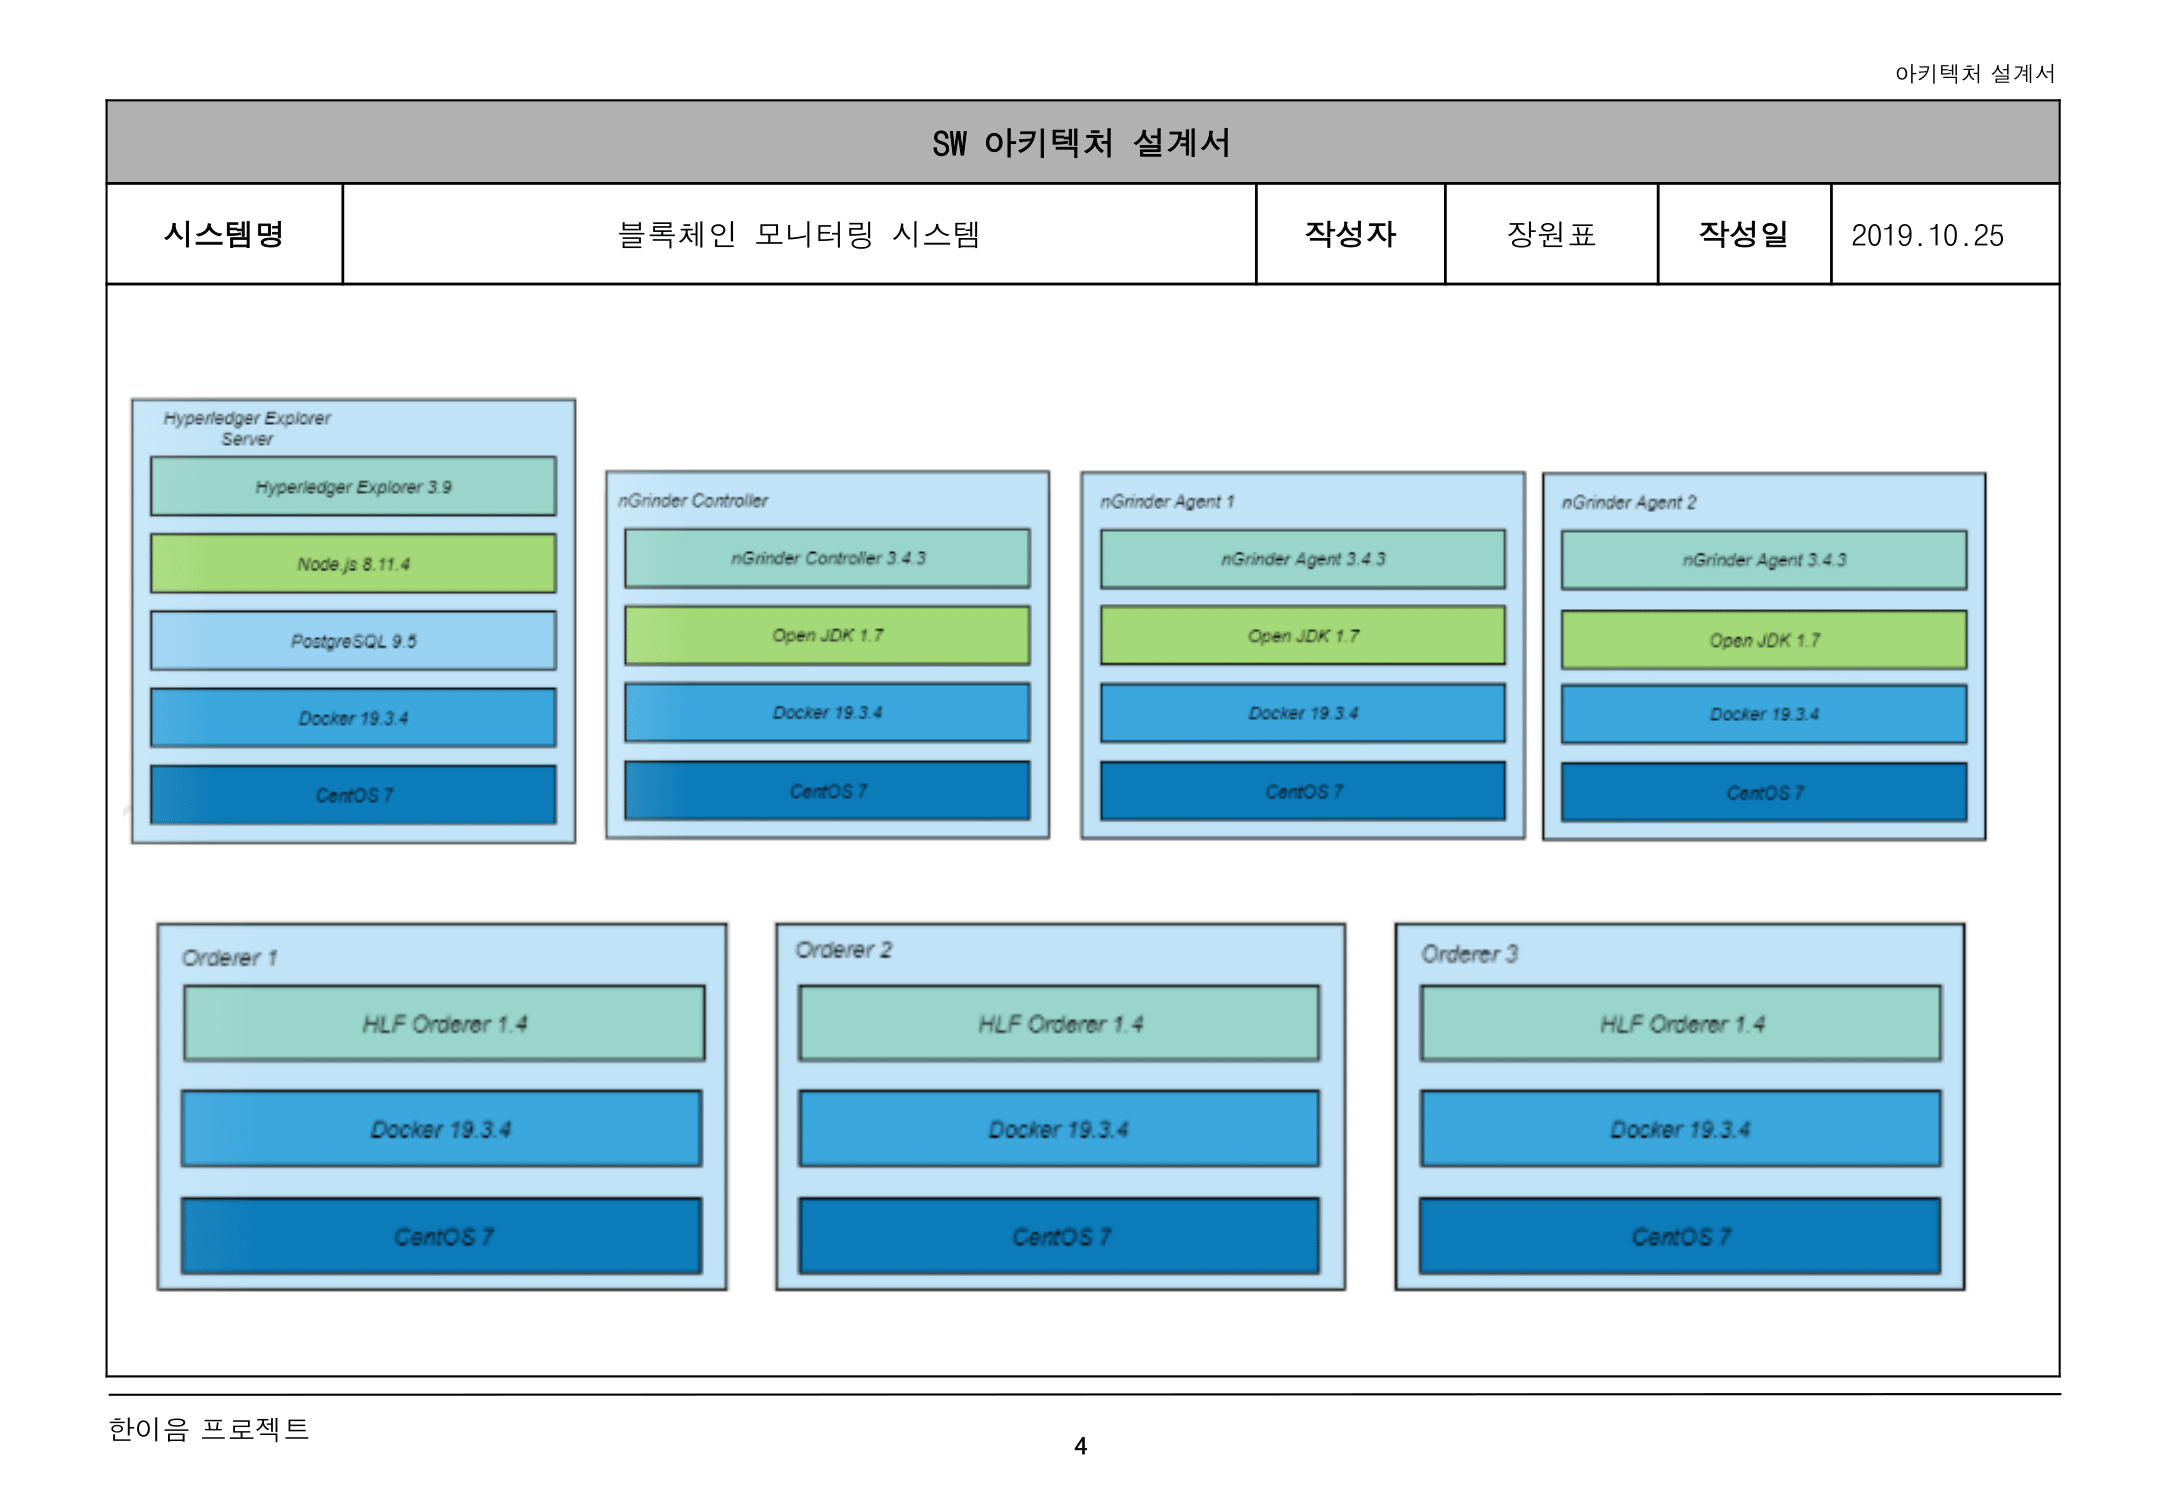 아키텍처 설계서
SW 아키텍처 설계서
시스템명 블록체인 모니터링 시스템 작성자 장원표 작성일 2019.10.25
Hyperledger Explorer
Server
Hyperledger Explorer 3.9
Node.js 8.11.4
PostgreSQL 9.5
Docker 19.3.4
CentOS 7
nGrinder Controller
nGrinder Controller 3.4.3
Open JDK 1.7
Docker 19.3.4
CentOS 7
nGrinder Agent 1
nGrinder Agent 3.4.3
Open JDK 1.7
Docker 19.3.4
CentOS 7
nGrinder Agent 2
nGrinder Agent 3.4.3
Open JDK 1.7
Docker 19.3.4
CentOS 7
Orderer 1
HLF Orderer 1.4
Docker 19.3.4
CentOS 7
Orderer 2
HLF Orderer 1.4
Docker 19.3.4
CentOS 7
Orderer 3
HLF Orderer 1.4
Docker 19.3.4
CentOS 7
한이음 프로젝트
4